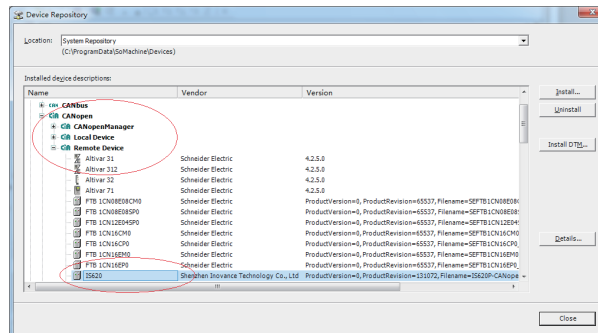 Device Repository
Location: System Repository
(C:\ProgramData\SoMachine\Devices)
Installed device descriptions:
Name Vendor Version
CAN CANbus
CANopen
CANopenManager
Local Device
Remote Device
Altivar 31 Schneider Electric 4.2.5.0
Altivar 312 Schneider Electric 4.2.5.0
Altivar 32 Schneider Electric 4.2.5.0
Altivar 71 Schneider Electric 4.2.5.0
FTB 1CN08E08CM0 Schneider Electric ProductVersion=0, ProductRevision=65537, Filename=SEFTB1CN08E08
FTB 1CN08E08SP0 Schneider Electric ProductVersion=0, ProductRevision=65537, Filename=SEFTB1CN08E08
FTB 1CN12E04SP0 Schneider Electric ProductVersion=0, ProductRevision=65537, Filename=SEFTB1CN12E04
FTB 1CN16CM0 Schneider Electric ProductVersion=0, ProductRevision=65537, Filename=SEFTB1CN16CM0
FTB 1CN16CP0 Schneider Electric ProductVersion=0, ProductRevision=65537, Filename=SEFTB1CN16CP0
FTB 1CN16EM0 Schneider Electric ProductVersion=0, ProductRevision=65537, Filename=SEFTB1CN16EM0
FTB 1CN16EP0 Schneider Electric ProductVersion=0, ProductRevision=65537, Filename=SEFTB1CN16EP0_
IS620 Shenzhen Inovance Technology Co., Ltd ProductVersion=0, ProductRevision=131072, Filename=IS620P-CANope
Install...
Uninstall
Install DTM...
Details...
Close